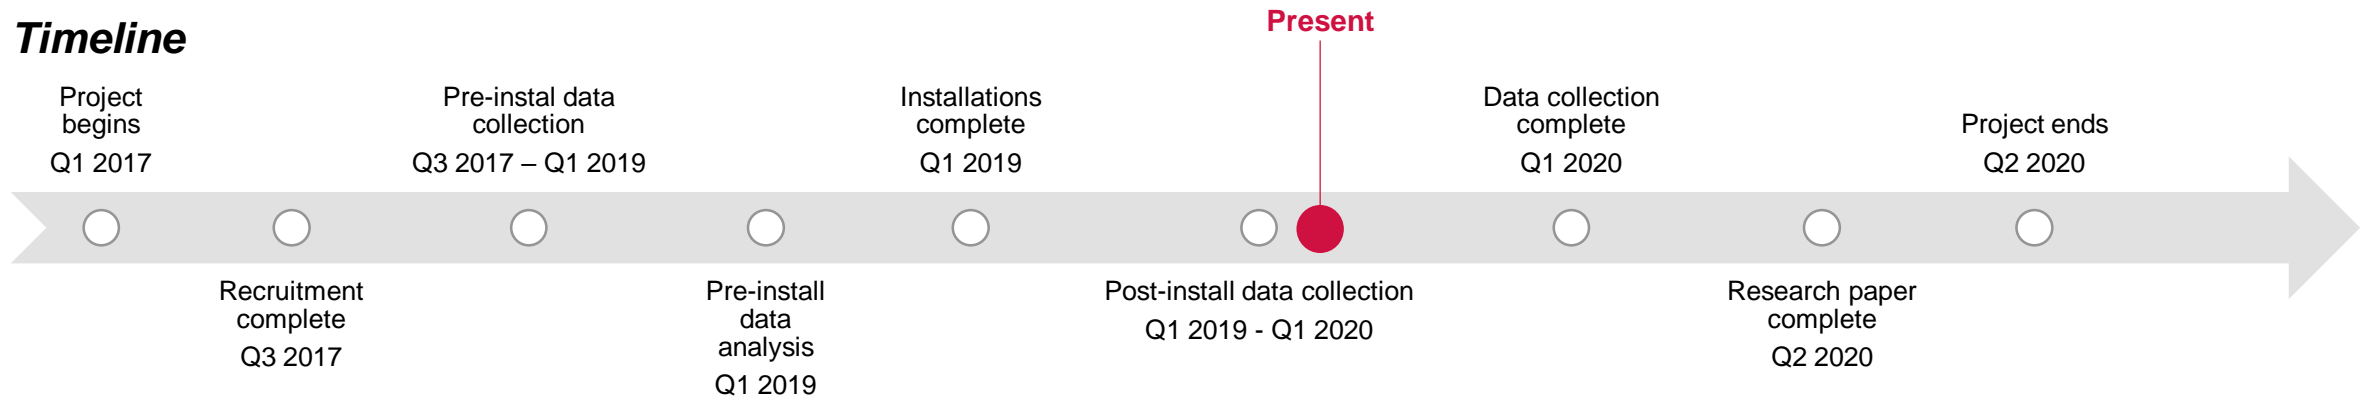 Timeline
Present
Project
begins
Q1 2017
Pre-instal data
collection
Q3 2017 – Q1 2019
Installations
complete
Q1 2019
Data collection
complete
Q1 2020
Project ends
Q2 2020
Recruitment
complete
Q3 2017
Pre-install
data
analysis
Q1 2019
Post-install data collection
Q1 2019 - Q1 2020
Research paper
complete
Q2 2020